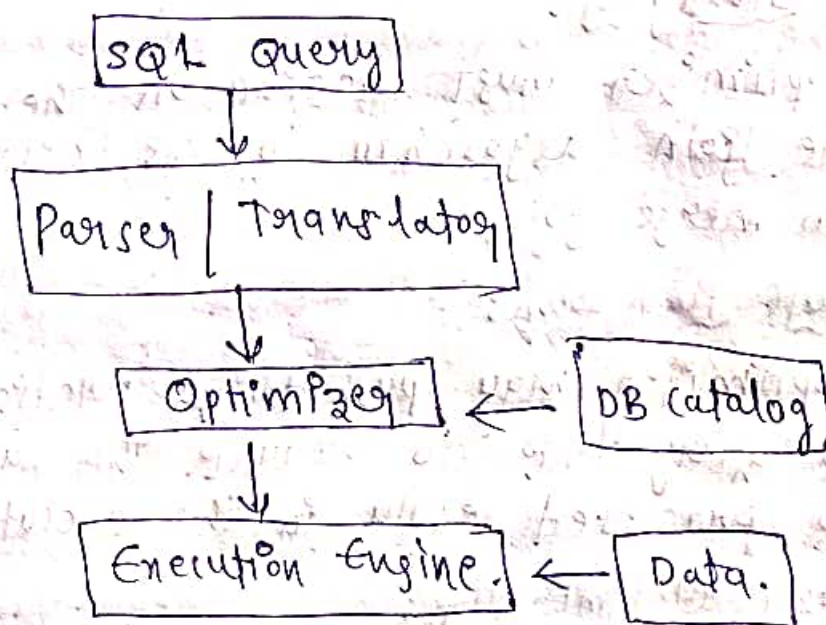 SQL Query
Parser | Translator
Optimizer
DB Catalog
Execution Engine.
Data.